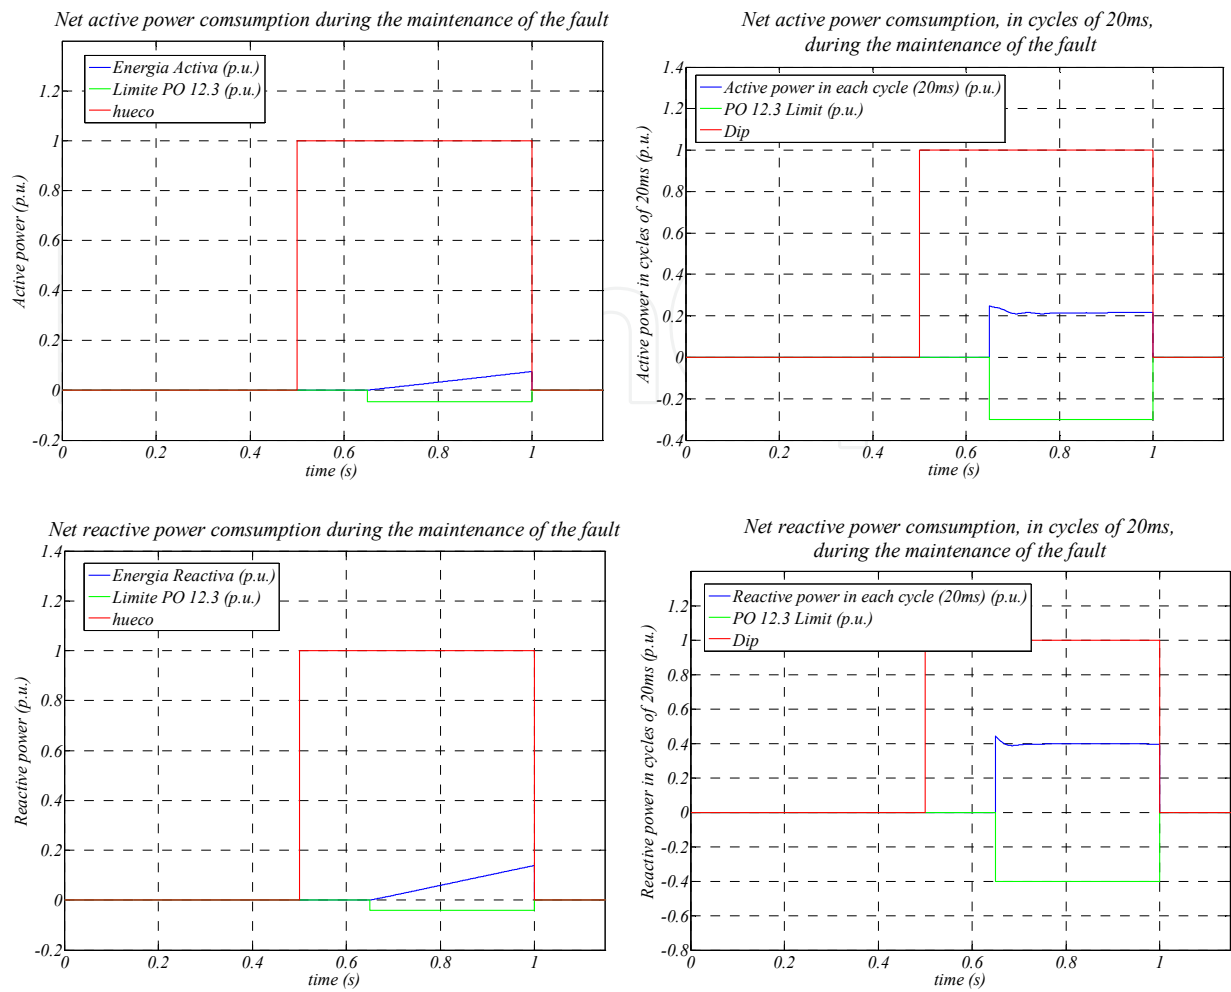 Net active power comsumption during the maintenance of the fault
Energia Activa (p.u.)
Limite PO 12.3 (p.u.)
hueco
Active power (p.u.)
1.2
1
0.8
0.6
0.4
0.2
0
-0.2
0 0.2 0.4 0.6 0.8 1
time (s)
Net active power comsumption, in cycles of 20ms,
during the maintenance of the fault
Active power in each cycle (20ms) (p.u.)
PO 12.3 Limit (p.u.)
Dip
Active power in cycles of 20ms (p.u.)
1.4
1.2
1
0.8
0.6
0.4
0.2
0
-0.2
-0.4
0 0.2 0.4 0.6 0.8 1
time (s)
Net reactive power comsumption during the maintenance of the fault
Energia Reactiva (p.u.)
Limite PO 12.3 (p.u.)
hueco
Reactive power (p.u.)
1.4
1.2
1
0.8
0.6
0.4
0.2
0
-0.2
0 0.2 0.4 0.6 0.8 1
time (s)
Net reactive power comsumption, in cycles of 20ms,
during the maintenance of the fault
Reactive power in each cycle (20ms) (p.u.)
PO 12.3 Limit (p.u.)
Dip
Reactive power in cycles of 20ms (p.u.)
1.2
1
0.8
0.6
0.4
0.2
0
-0.2
-0.4
-0.6
-0.8
0 0.2 0.4 0.6 0.8 1
time (s)